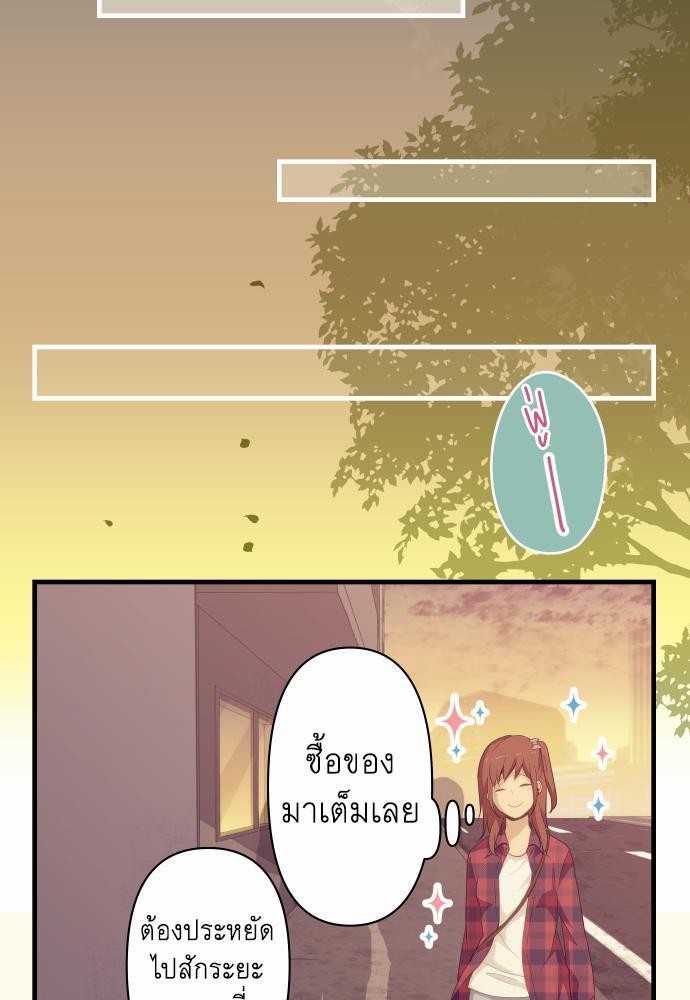 ฟู่ —
ซื้อของ
มาเต็มเลย
ต้องประหยัด
ไปสักระยะ